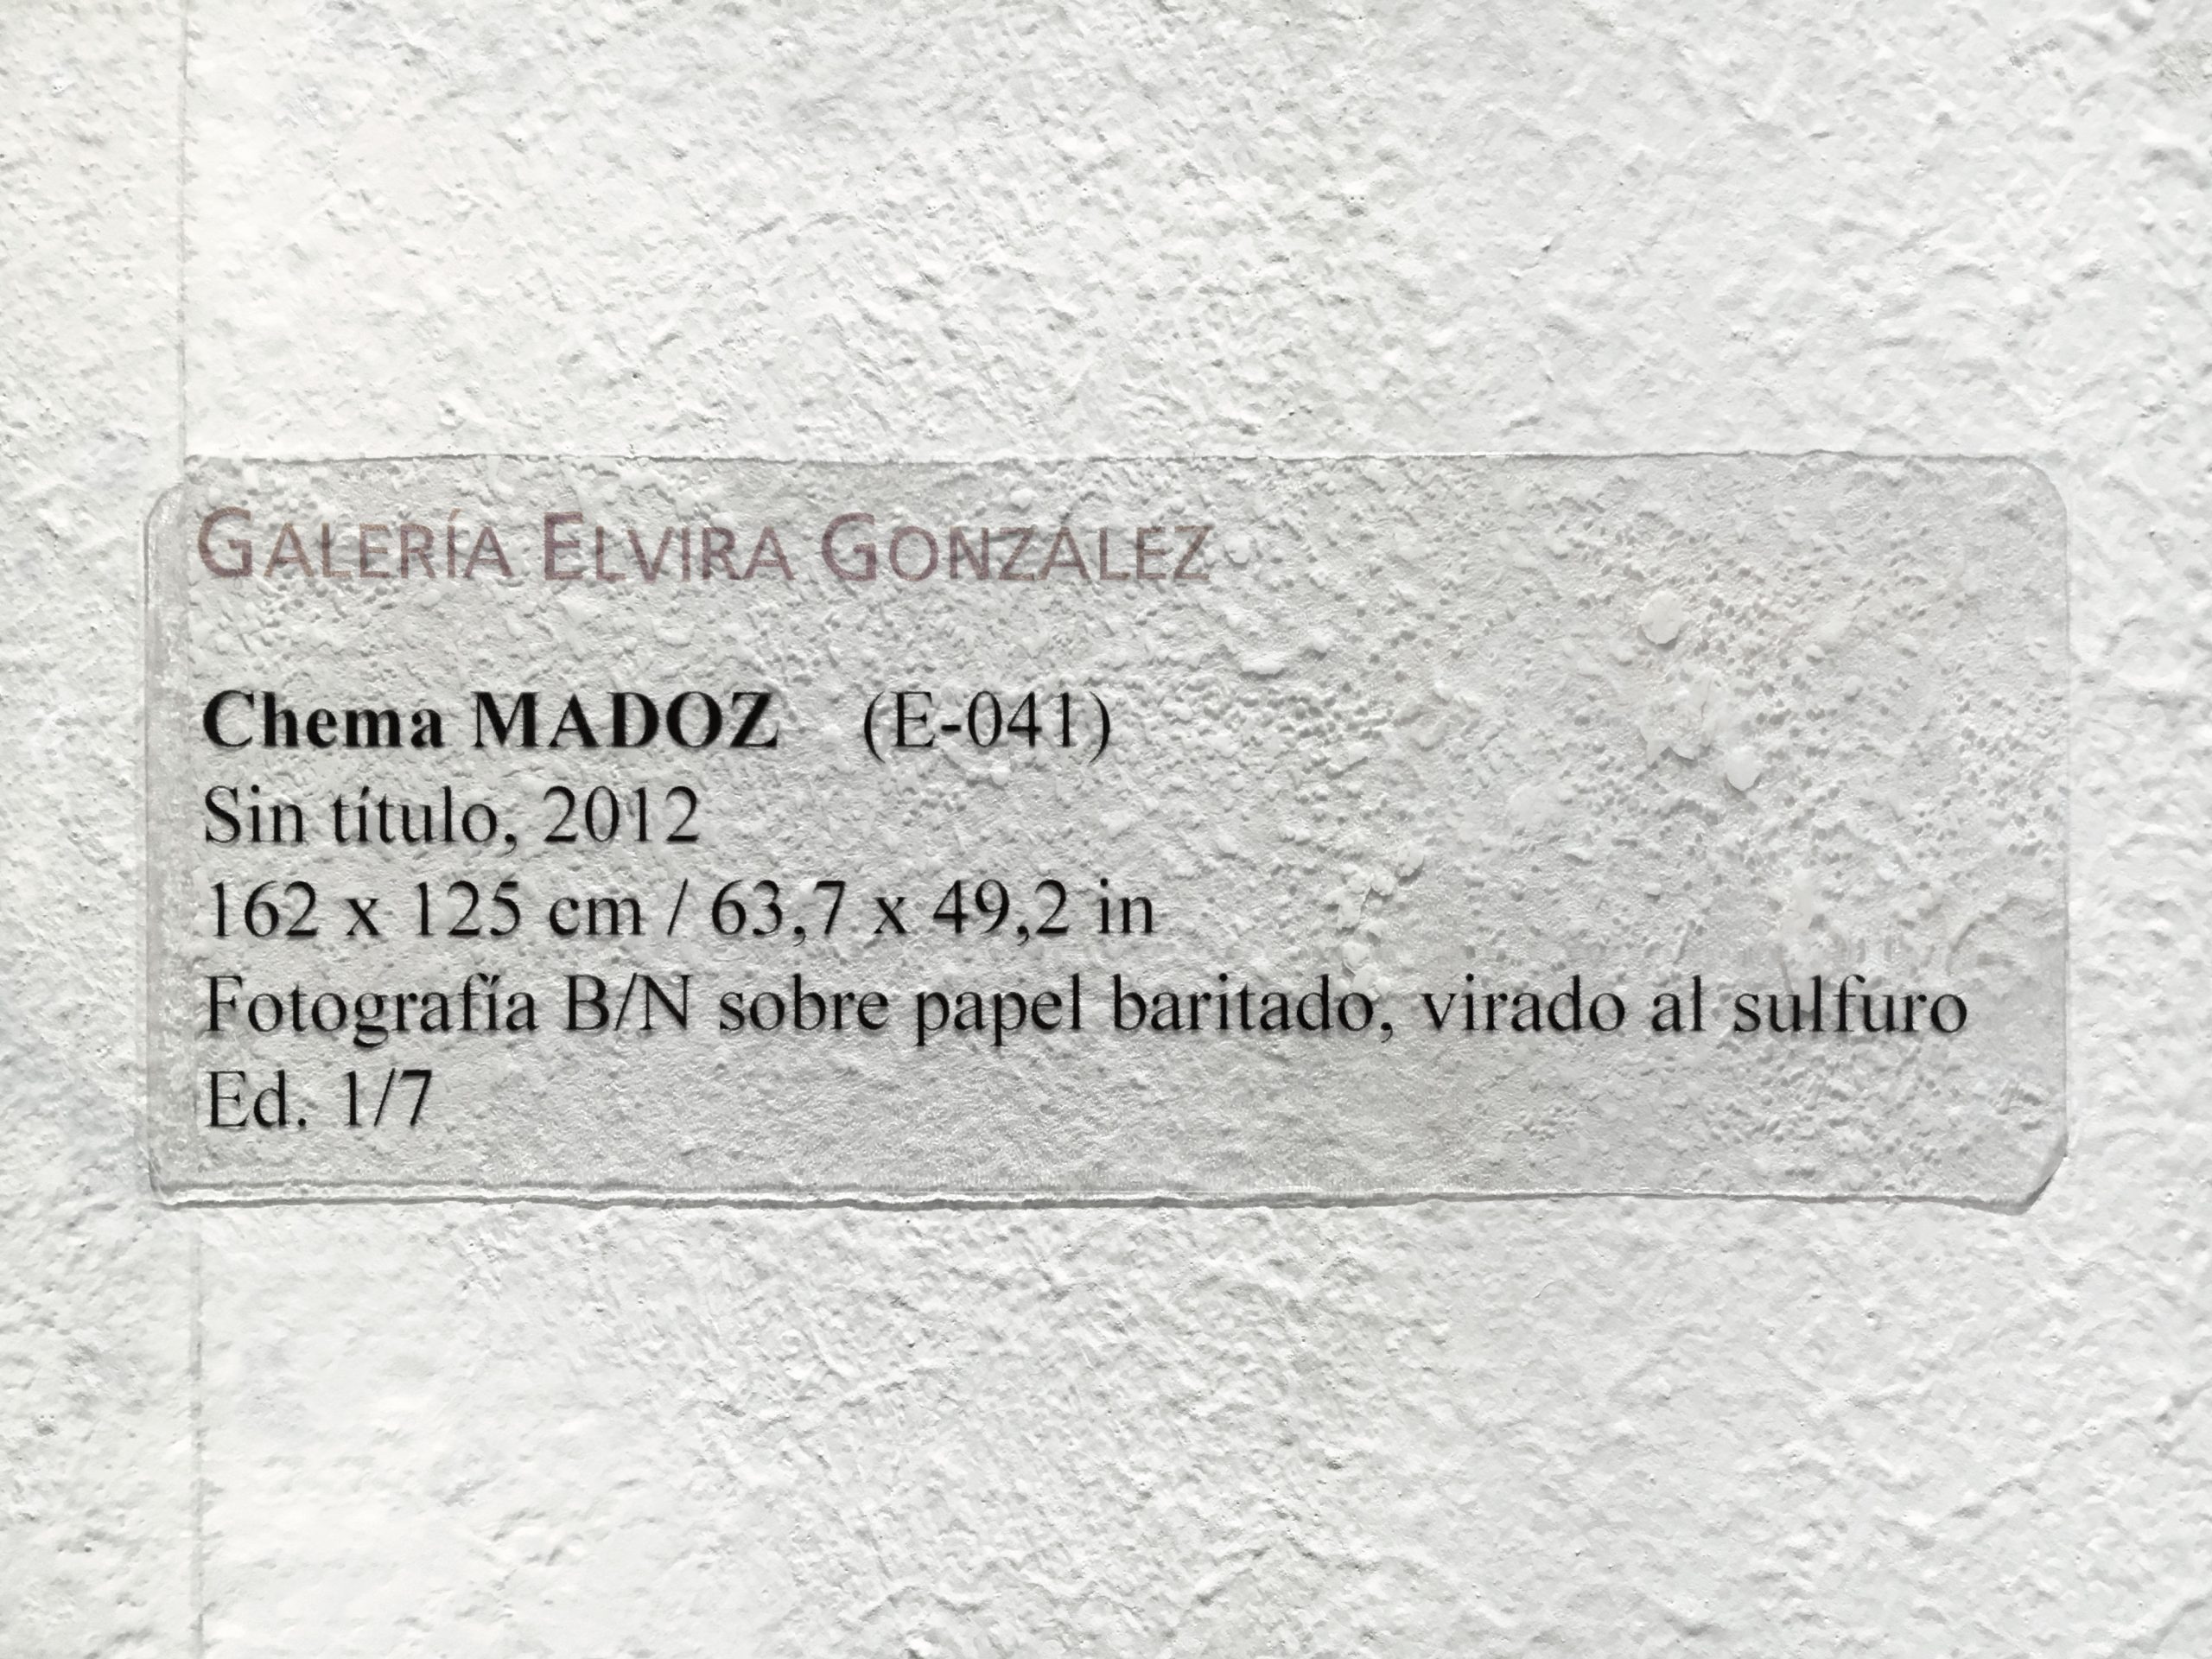 GALERÍA ELVIRA GONZÁLEZ
Chema MADOZ (E-041)
Sin título, 2012
162 x 125 cm / 63,7 x 49,2 in
Fotografía B/N sobre papel baritado, virado al sulfuro
Ed. 1/7